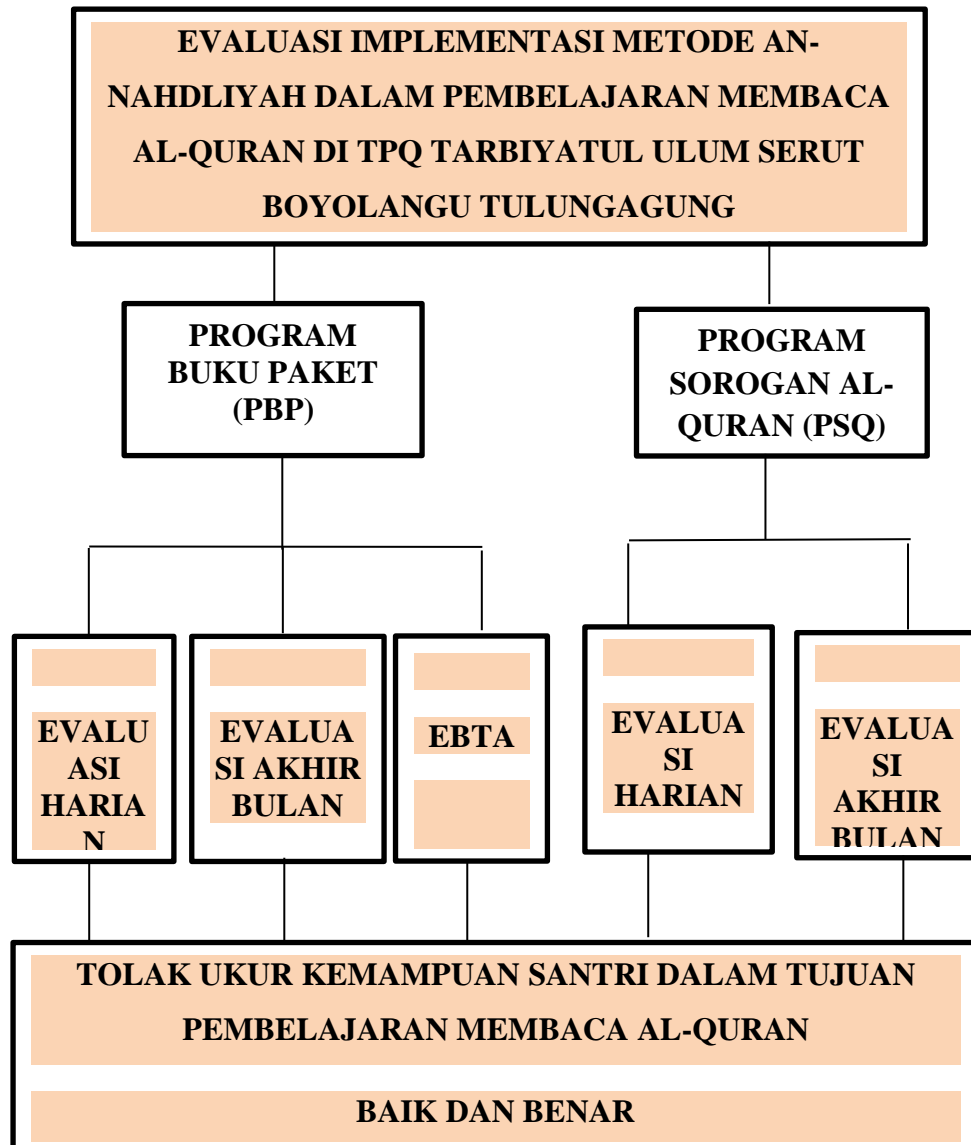 EVALUASI IMPLEMENTASI METODE AN-
NAHDLIYAH DALAM PEMBELAJARAN MEMBACA
AL-QURAN DI TPQ TARBIYATUL ULUM SERUT
BOYOLANGU TULUNGAGUNG
PROGRAM
BUKU PAKET
(PBP)
PROGRAM
SOROGAN AL-
QURAN (PSQ)
EVALU
ASI
HARIA
N
EVALUA
SI AKHIR
BULAN
EBTA
EVALUA
SI
HARIAN
EVALUA
SI
AKHIR
BULAN
TOLAK UKUR KEMAMPUAN SANTRI DALAM TUJUAN
PEMBELAJARAN MEMBACA AL-QURAN
BAIK DAN BENAR